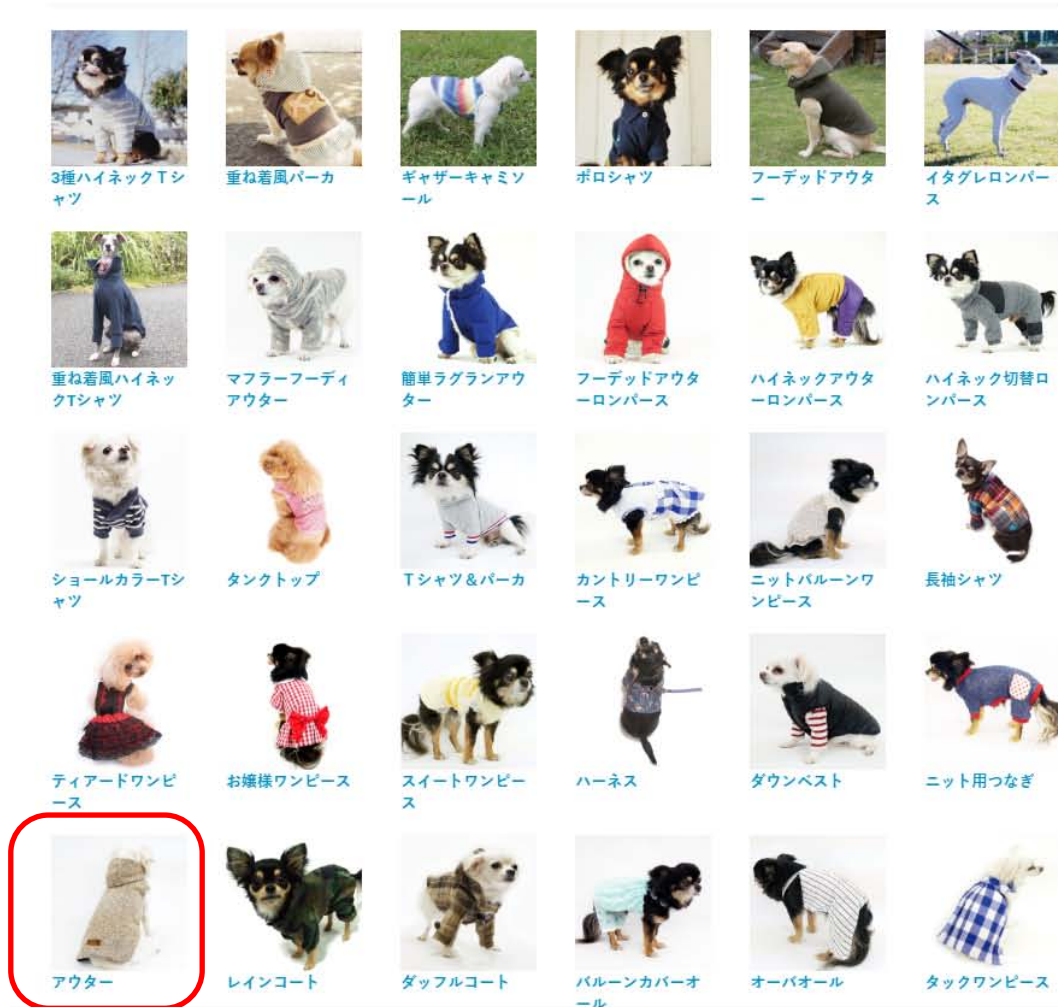 3種ハイネックTシ
ャツ
重ね着風パーカ
ギャザーキャミソ
ール
ポロシャツ
フーデッドアウタ
ー
イタグレロンパー
ス
重ね着風ハイネッ
クTシャツ
マフラーフーディ
アウター
簡単ラグランアウ
ター
フーデッドアウタ
ーロンパース
ハイネックアウタ
ーロンパース
ハイネック切替ロ
ンパース
ショールカラーTシ
ャツ
タンクトップ
Tシャツ&パーカ
カントリーワンピ
ース
ニットバルーンワ
ンピース
長袖シャツ
ティアードワンピ
ース
お嬢様ワンピース
スイートワンピー
ス
ハーネス
ダウンベスト
ニット用つなぎ
アウター
レインコート
ダッフルコート
バルーンカバーオ
ール
オーバオール
タックワンピース